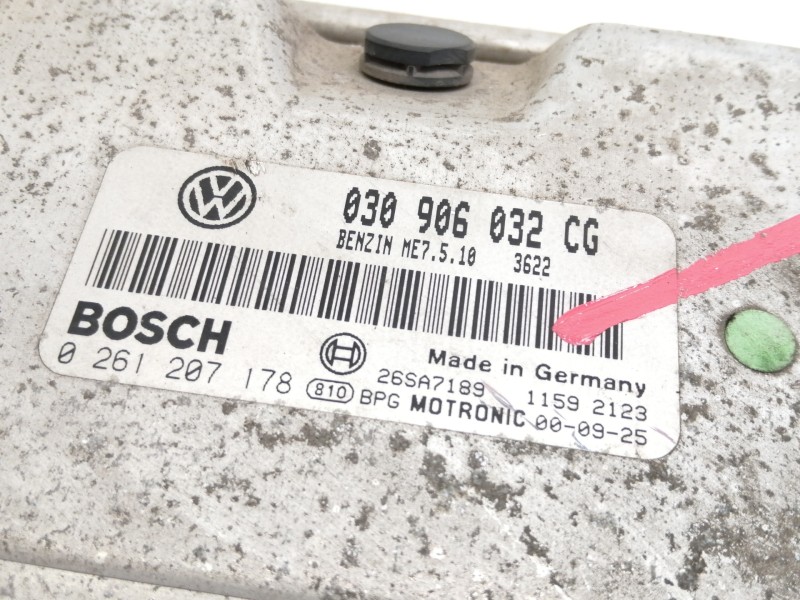 030 906 032 CG
BENZIN ME7.5.10 3622
BOSCH
Made in Germany
0 261 207 178
26SA7189 1159 2123
810 BPG MOTRONIC 00-09-25